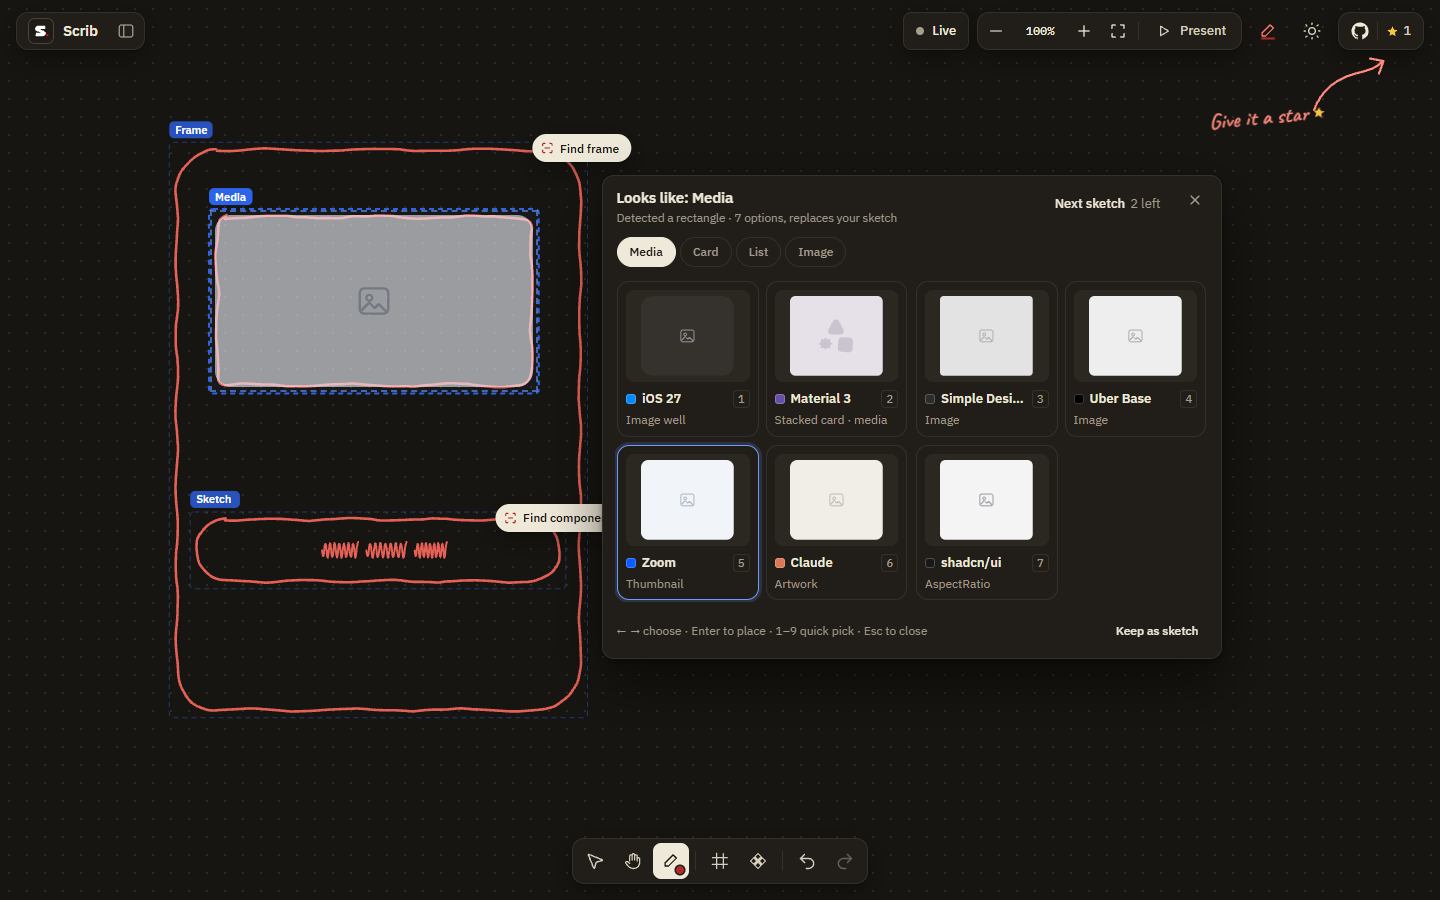 Scrib
Live
100%
Present
1
Give it a star
Frame
Find frame
Media
Looks like: Media
Detected a rectangle · 7 options, replaces your sketch
Next sketch 2 left
Media
Card
List
Image
iOS 27
1
Image well
Material 3
2
Stacked card · media
Simple Desi...
3
Image
Uber Base
4
Image
Zoom
5
Thumbnail
Claude
6
Artwork
shadcn/ui
7
AspectRatio
Sketch
Find compone
← → choose · Enter to place · 1–9 quick pick · Esc to close
Keep as sketch